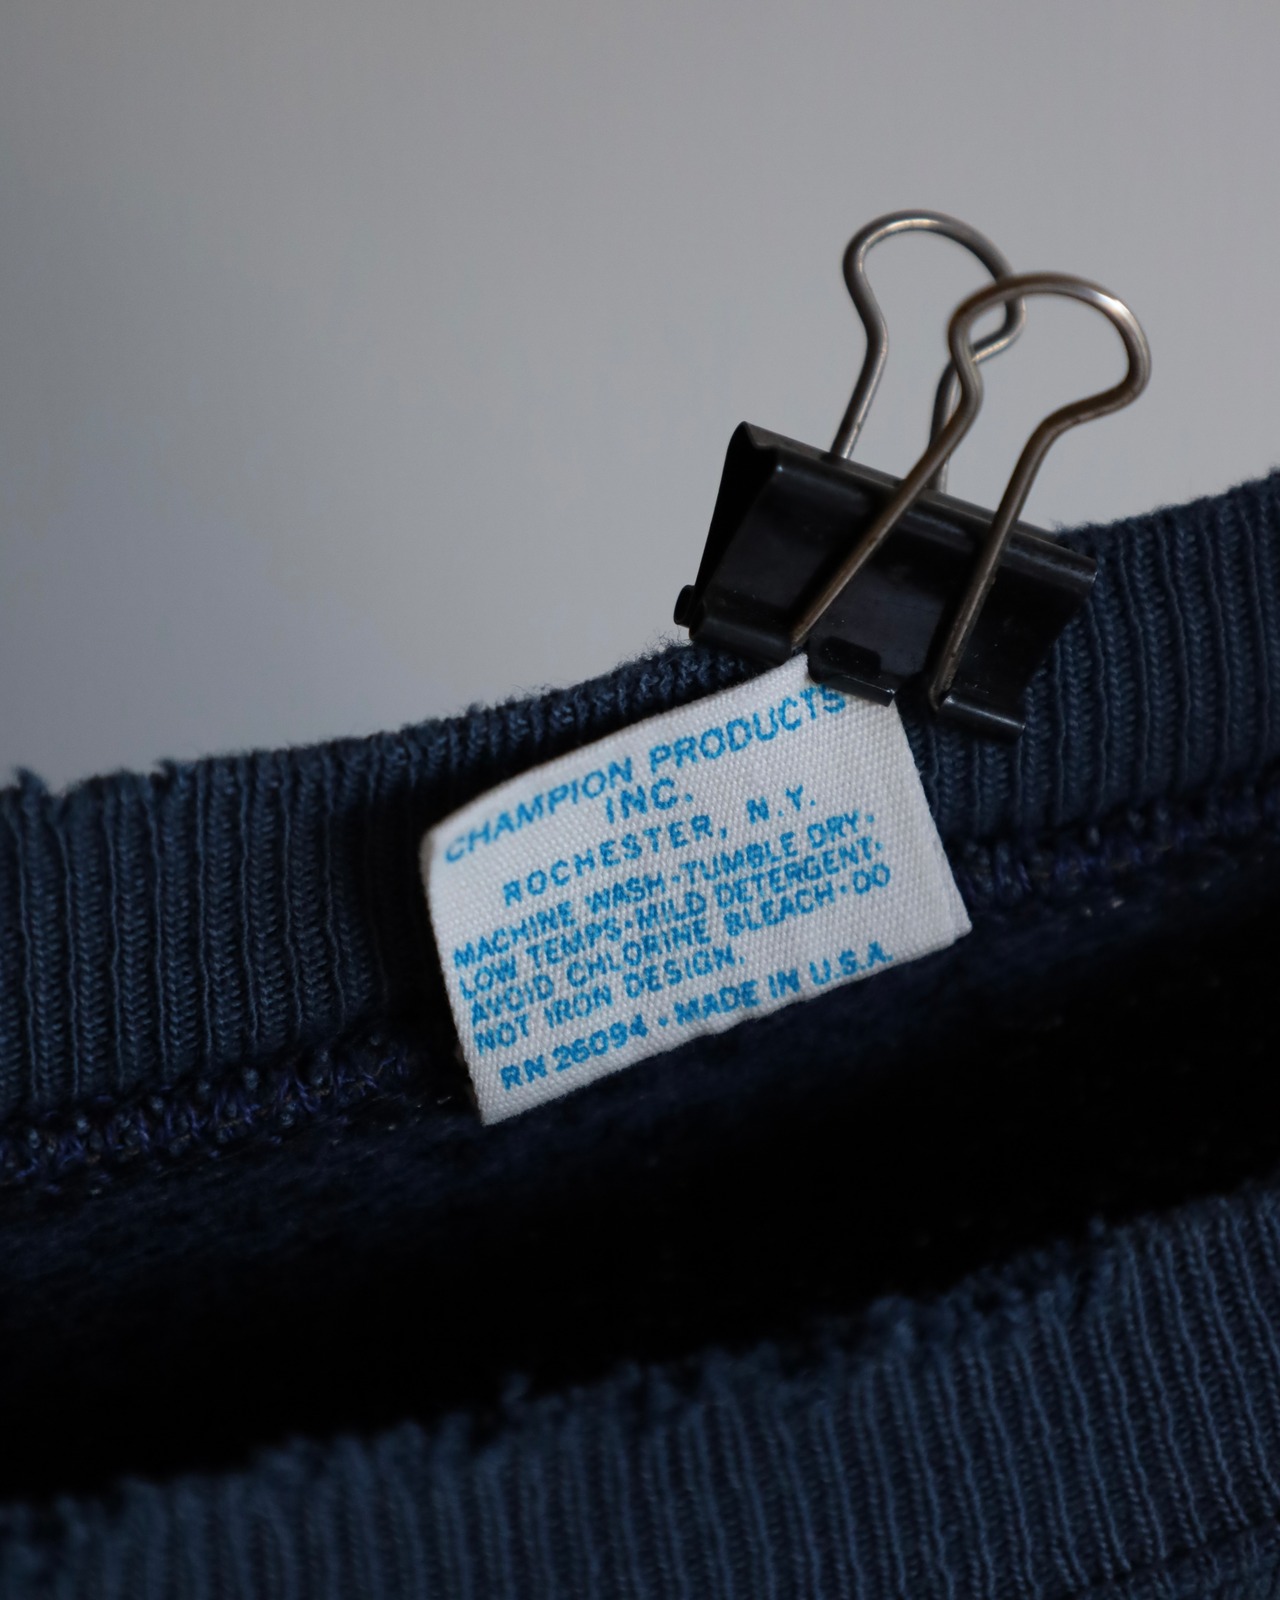 CHAMPION PRODUCTS
INC.
ROCHESTER, N.Y.
MACHINE WASH·TUMBLE DRY.
LOW TEMPS·MILD DETERGENT.
AVOID CHLORINE BLEACH·DO
NOT IRON DESIGN.
RN 26094 · MADE IN U.S.A.